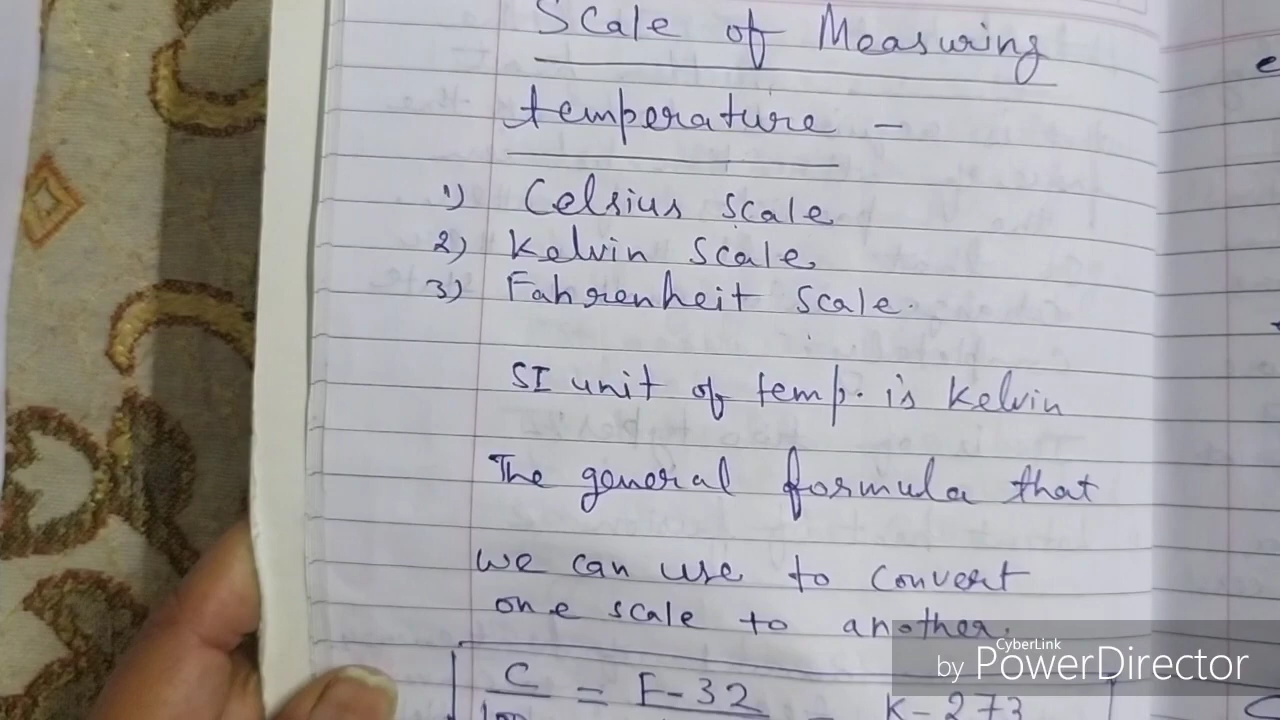 Scale of Measuring
temperature -
1) Celsius Scale
2) Kelvin Scale
3) Fahrenheit Scale.
SI unit of temp. is Kelvin
The general formula that
we can use to convert
one scale to another.
C = F-32 = K-273
100
CyberLink
by PowerDirector